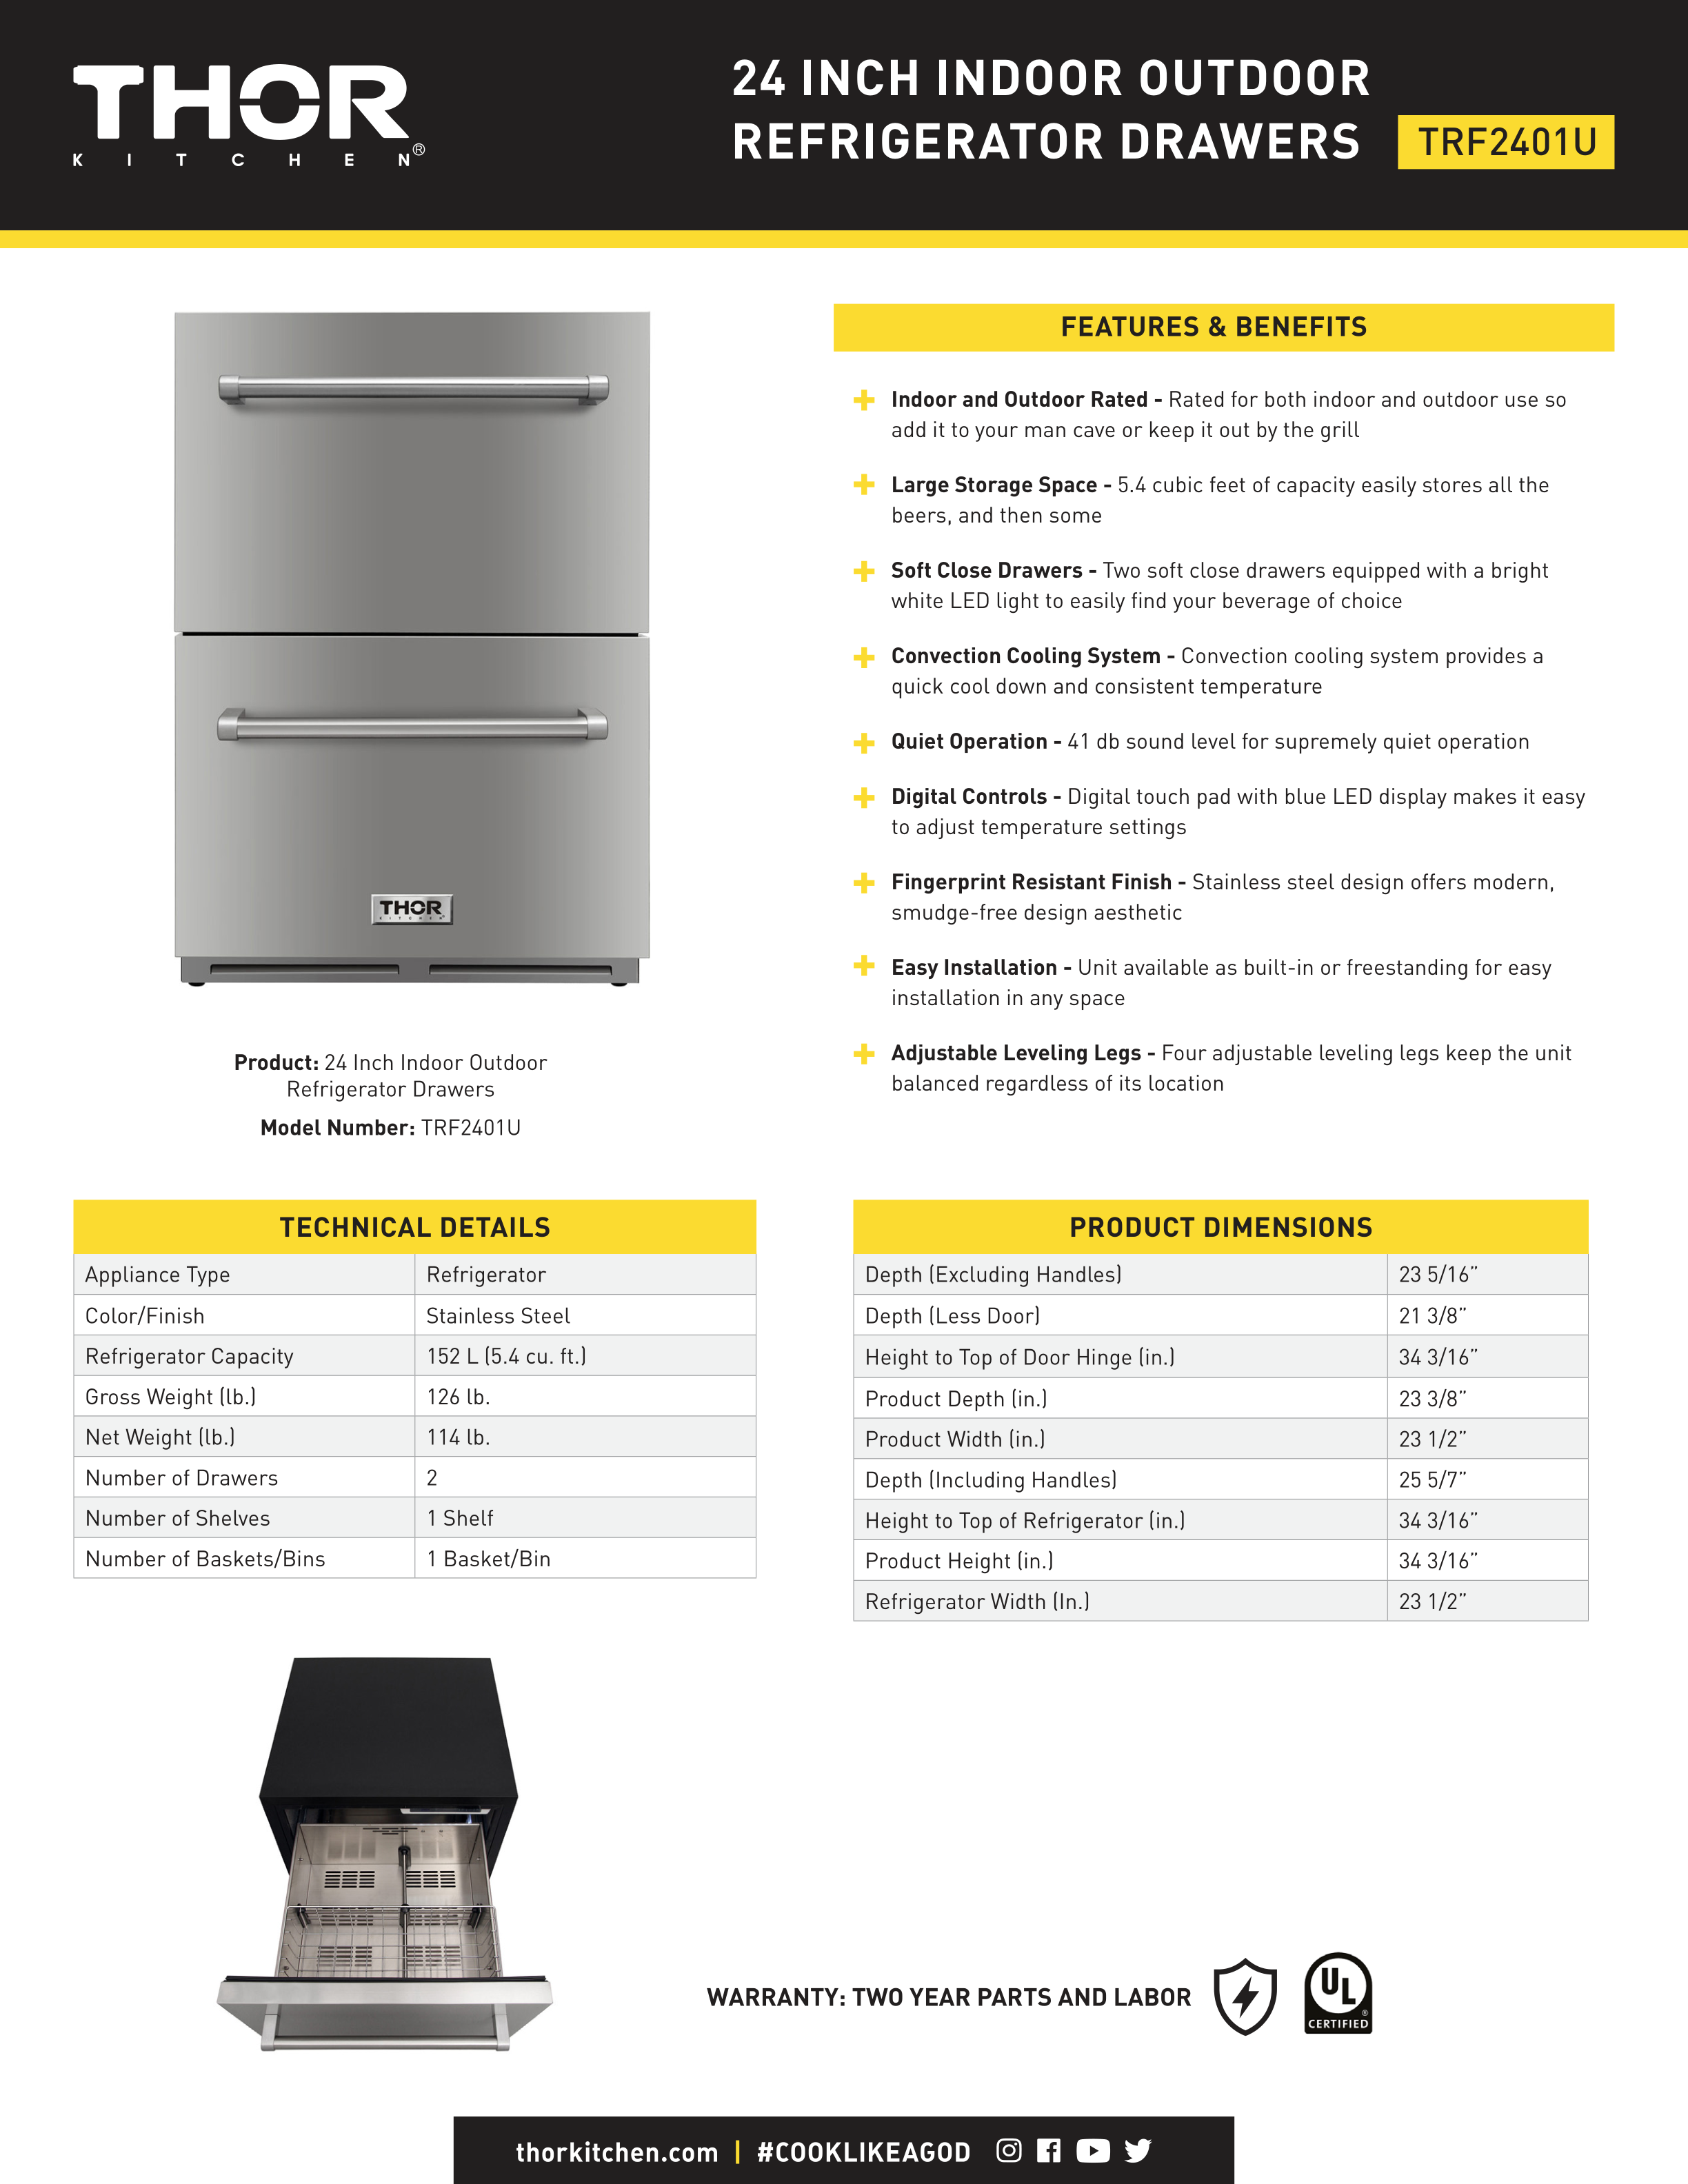 THOR
KITCHEN®
24 INCH INDOOR OUTDOOR
REFRIGERATOR DRAWERS TRF2401U
FEATURES & BENEFITS
Indoor and Outdoor Rated - Rated for both indoor and outdoor use so
add it to your man cave or keep it out by the grill
Large Storage Space - 5.4 cubic feet of capacity easily stores all the
beers, and then some
Soft Close Drawers - Two soft close drawers equipped with a bright
white LED light to easily find your beverage of choice
Convection Cooling System - Convection cooling system provides a
quick cool down and consistent temperature
Quiet Operation - 41 db sound level for supremely quiet operation
Digital Controls - Digital touch pad with blue LED display makes it easy
to adjust temperature settings
Fingerprint Resistant Finish - Stainless steel design offers modern,
smudge-free design aesthetic
Easy Installation - Unit available as built-in or freestanding for easy
installation in any space
Adjustable Leveling Legs - Four adjustable leveling legs keep the unit
balanced regardless of its location
THOR
KITCHEN
Product: 24 Inch Indoor Outdoor
Refrigerator Drawers
Model Number: TRF2401U
TECHNICAL DETAILS
Appliance Type Refrigerator
Color/Finish Stainless Steel
Refrigerator Capacity 152 L (5.4 cu. ft.)
Gross Weight (lb.) 126 lb.
Net Weight (lb.) 114 lb.
Number of Drawers 2
Number of Shelves 1 Shelf
Number of Baskets/Bins 1 Basket/Bin
PRODUCT DIMENSIONS
Depth (Excluding Handles) 23 5/16”
Depth (Less Door) 21 3/8”
Height to Top of Door Hinge (in.) 34 3/16”
Product Depth (in.) 23 3/8”
Product Width (in.) 23 1/2”
Depth (Including Handles) 25 5/7”
Height to Top of Refrigerator (in.) 34 3/16”
Product Height (in.) 34 3/16”
Refrigerator Width (In.) 23 1/2”
WARRANTY: TWO YEAR PARTS AND LABOR
UL®
CERTIFIED
thorkitchen.com | #COOKLIKEAGOD